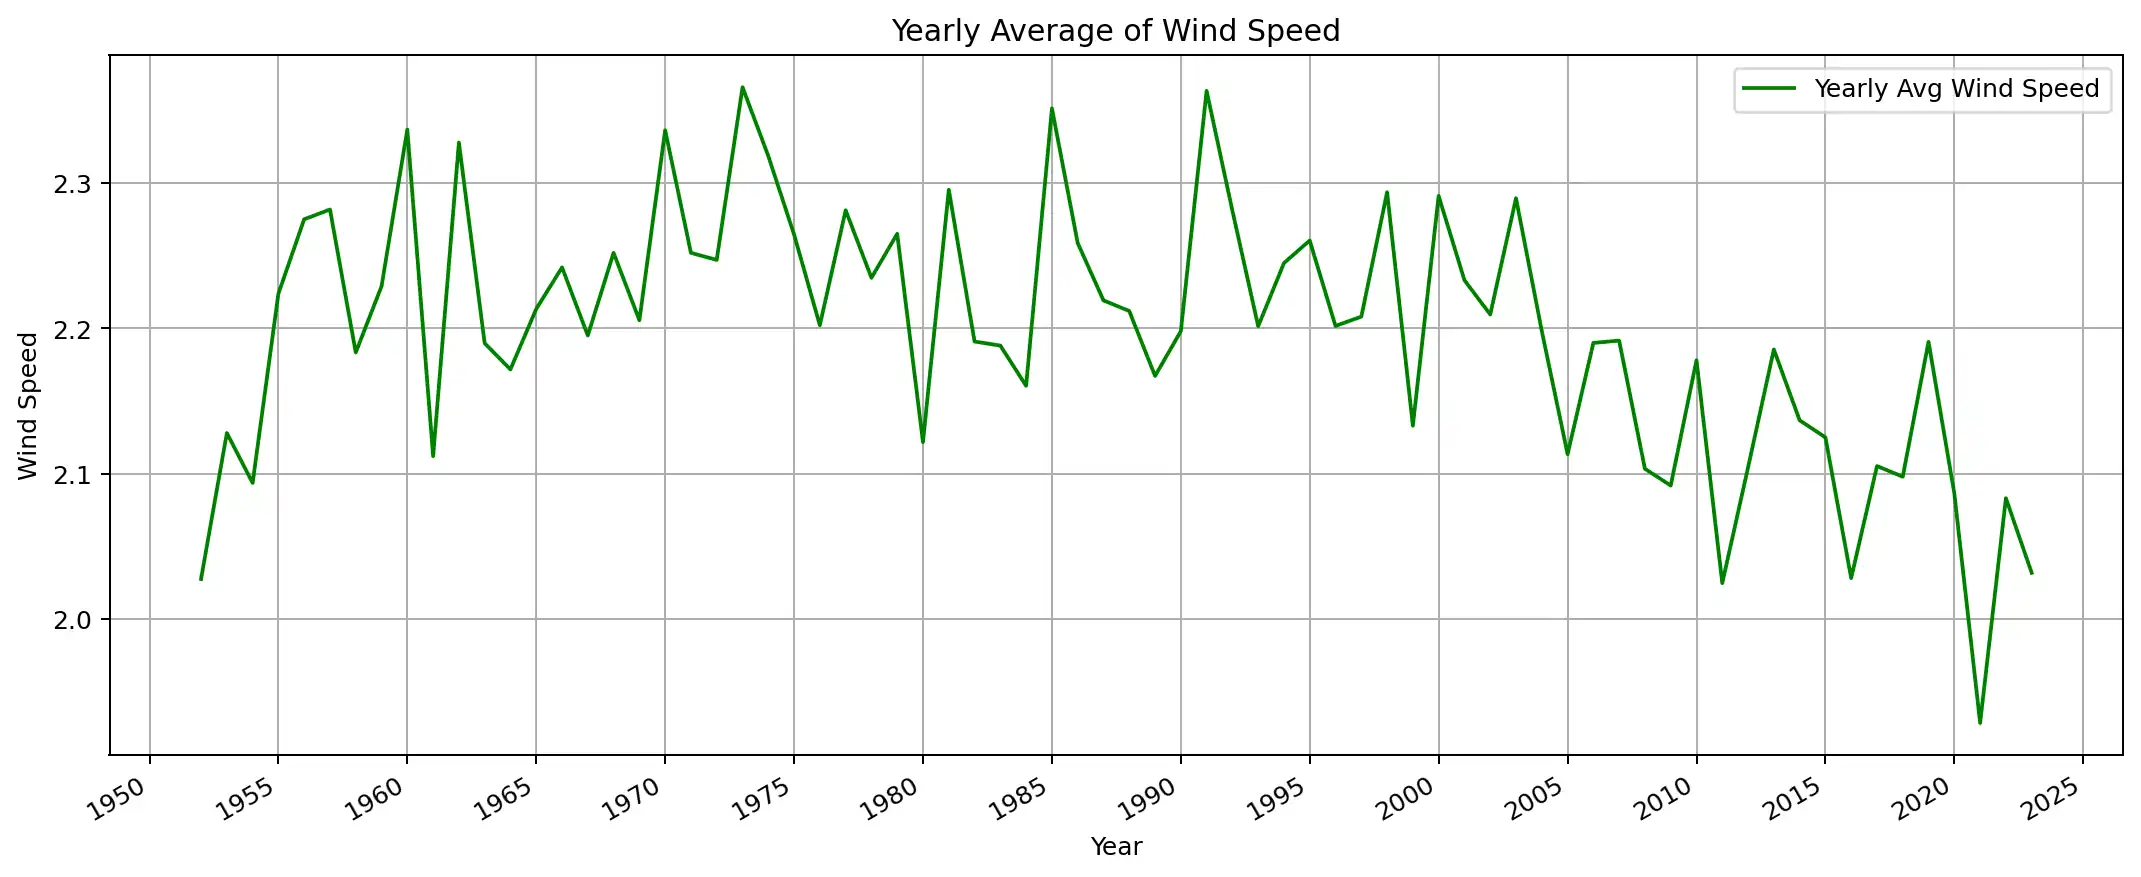 Yearly Average of Wind Speed
Yearly Avg Wind Speed
Wind Speed
2.3
2.2
2.1
2.0
1950 1955 1960 1965 1970 1975 1980 1985 1990 1995 2000 2005 2010 2015 2020 2025
Year